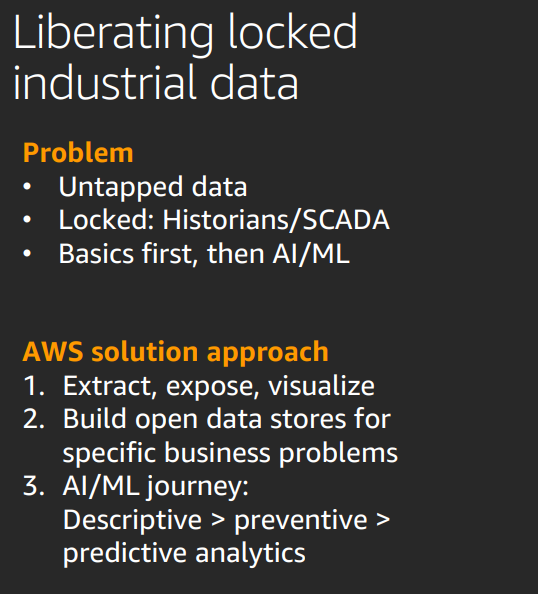 Liberating locked
industrial data
Problem
• Untapped data
• Locked: Historians/SCADA
• Basics first, then AI/ML
AWS solution approach
1. Extract, expose, visualize
2. Build open data stores for
specific business problems
3. AI/ML journey:
Descriptive > preventive >
predictive analytics